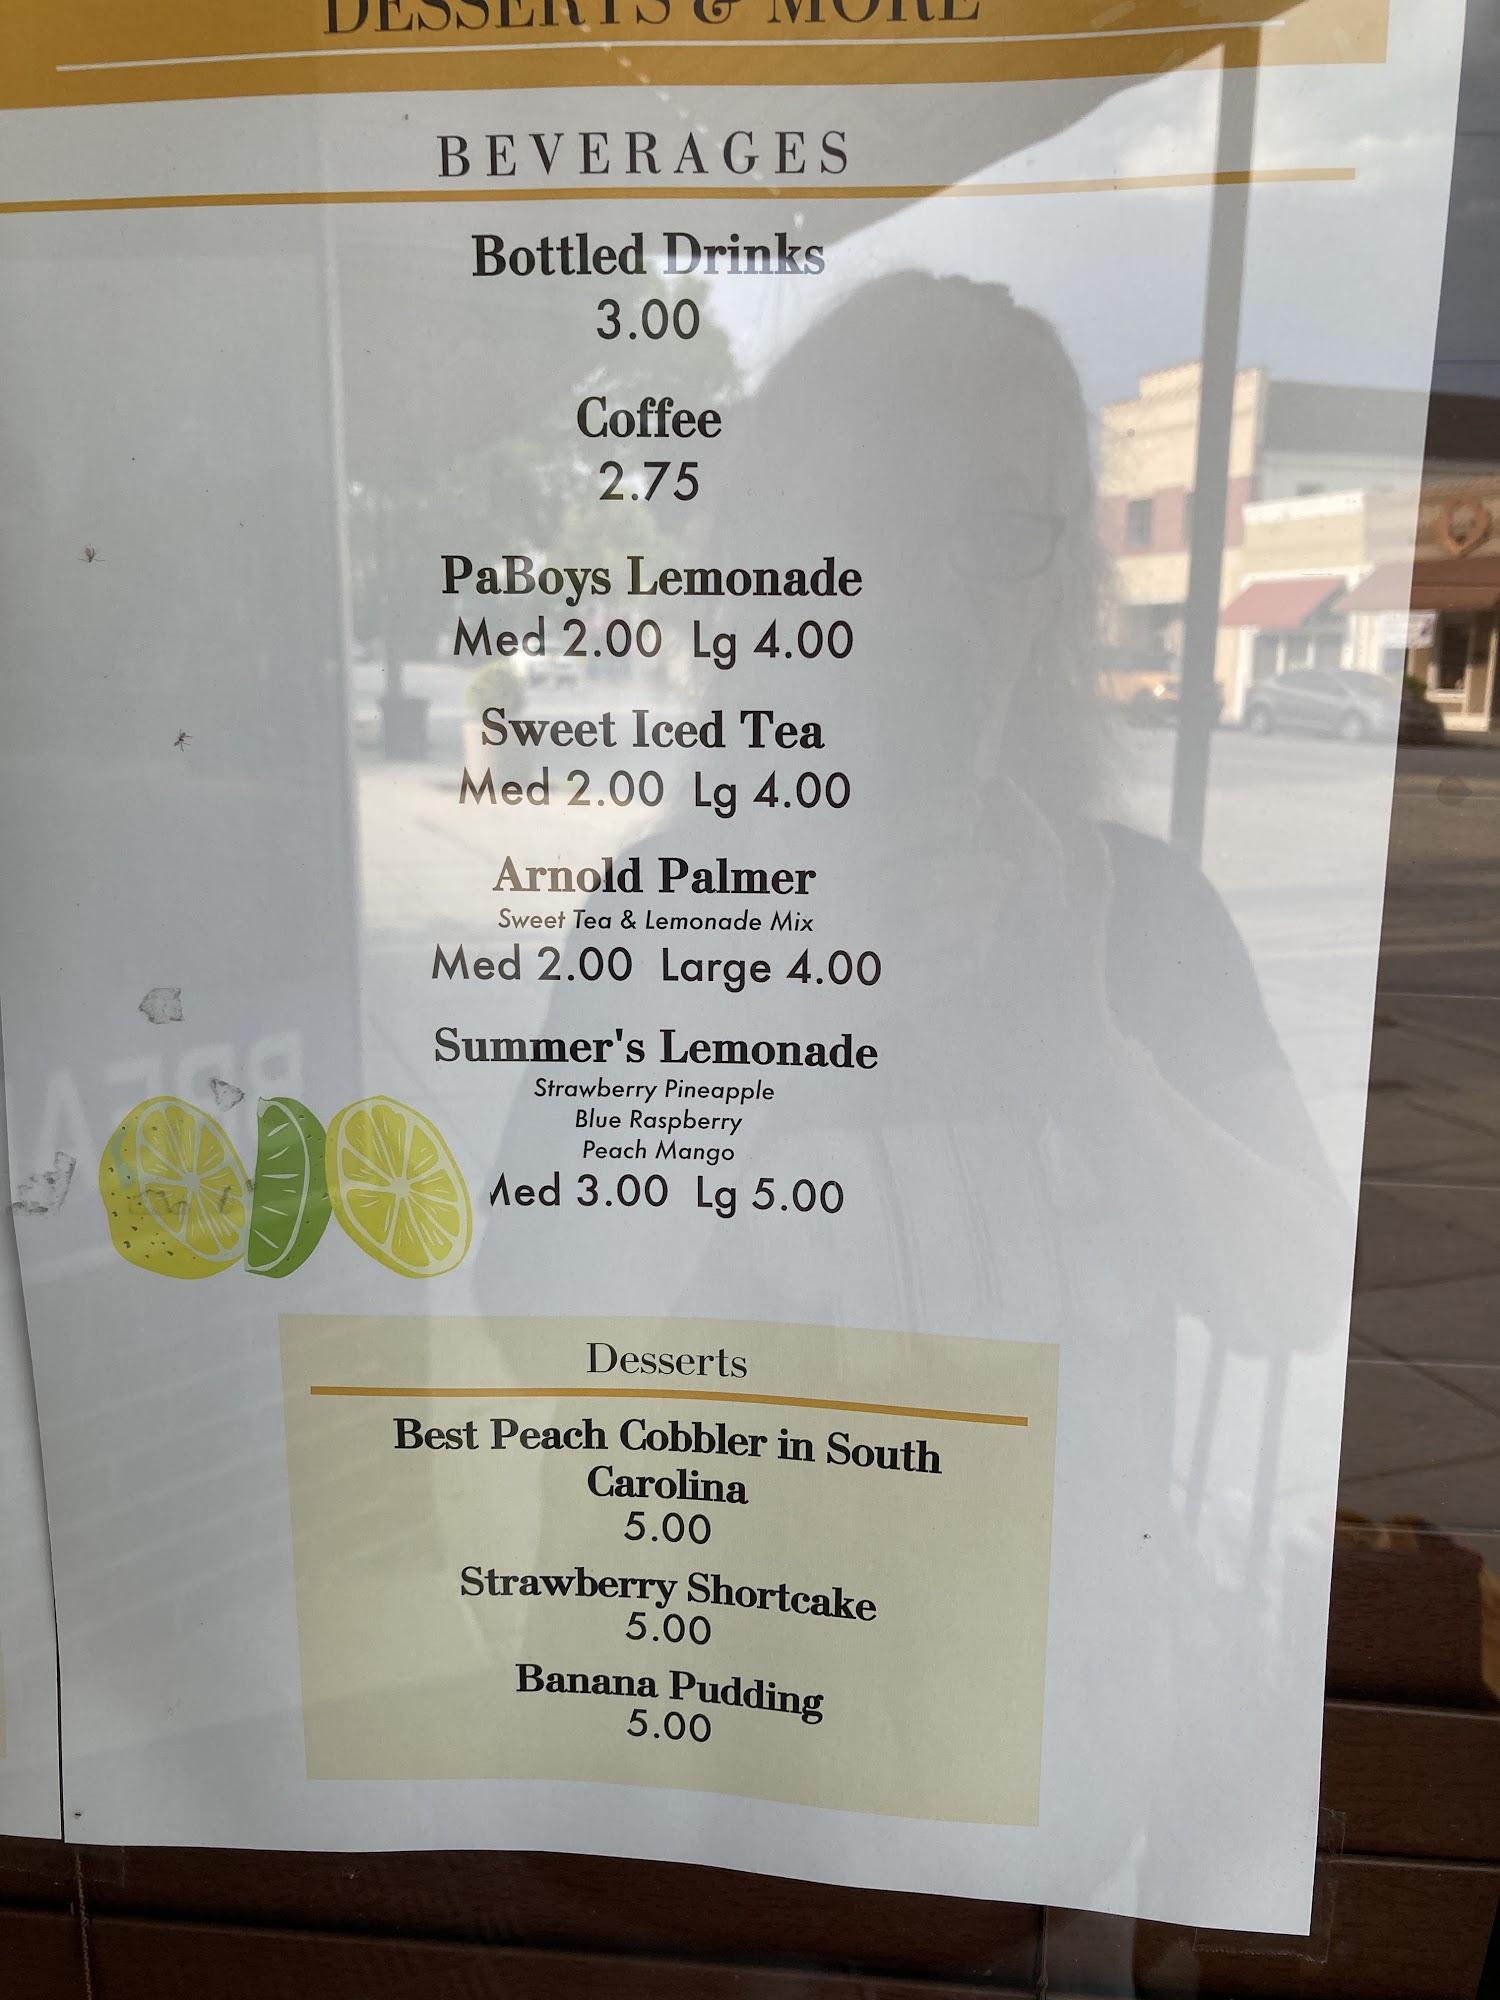 DESSERTS & MORE
BEVERAGES
Bottled Drinks
3.00
Coffee
2.75
PaBoys Lemonade
Med 2.00 Lg 4.00
Sweet Iced Tea
Med 2.00 Lg 4.00
Arnold Palmer
Sweet Tea & Lemonade Mix
Med 2.00 Large 4.00
Summer's Lemonade
Strawberry Pineapple
Blue Raspberry
Peach Mango
Med 3.00 Lg 5.00
Desserts
Best Peach Cobbler in South
Carolina
5.00
Strawberry Shortcake
5.00
Banana Pudding
5.00